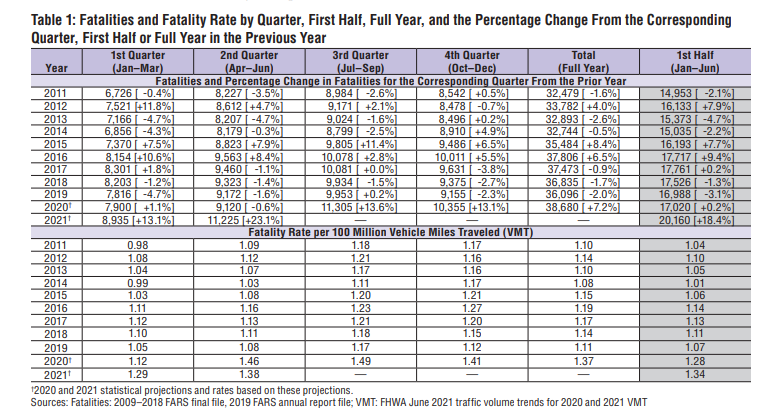 Table 1: Fatalities and Fatality Rate by Quarter, First Half, Full Year, and the Percentage Change From the Corresponding
Quarter, First Half or Full Year in the Previous Year
Year 1st Quarter (Jan–Mar) 2nd Quarter (Apr–Jun) 3rd Quarter (Jul–Sep) 4th Quarter (Oct–Dec) Total (Full Year) 1st Half (Jan–Jun)
Fatalities and Percentage Change in Fatalities for the Corresponding Quarter From the Prior Year
2011 6,726 [ -0.4%] 8,227 [ -3.5%] 8,984 [ -2.6%] 8,542 [ +0.5%] 32,479 [ -1.6%] 14,953 [ -2.1%]
2012 7,521 [+11.8%] 8,612 [ +4.7%] 9,171 [ +2.1%] 8,478 [ -0.7%] 33,782 [ +4.0%] 16,133 [ +7.9%]
2013 7,166 [ -4.7%] 8,207 [ -4.7%] 9,024 [ -1.6%] 8,496 [ +0.2%] 32,893 [ -2.6%] 15,373 [ -4.7%]
2014 6,856 [ -4.3%] 8,179 [ -0.3%] 8,799 [ -2.5%] 8,910 [ +4.9%] 32,744 [ -0.5%] 15,035 [ -2.2%]
2015 7,370 [ +7.5%] 8,823 [ +7.9%] 9,805 [+11.4%] 9,486 [ +6.5%] 35,484 [ +8.4%] 16,193 [ +7.7%]
2016 8,154 [+10.6%] 9,563 [ +8.4%] 10,078 [ +2.8%] 10,011 [ +5.5%] 37,806 [ +6.5%] 17,717 [ +9.4%]
2017 8,301 [ +1.8%] 9,460 [ -1.1%] 10,081 [ +0.0%] 9,631 [ -3.8%] 37,473 [ -0.9%] 17,761 [ +0.2%]
2018 8,203 [ -1.2%] 9,323 [ -1.4%] 9,934 [ -1.5%] 9,375 [ -2.7%] 36,835 [ -1.7%] 17,526 [ -1.3%]
2019 7,816 [ -4.7%] 9,172 [ -1.6%] 9,953 [ +0.2%] 9,155 [ -2.3%] 36,096 [ -2.0%] 16,988 [ -3.1%]
2020† 7,900 [ +1.1%] 9,120 [ -0.6%] 11,305 [+13.6%] 10,355 [+13.1%] 38,680 [ +7.2%] 17,020 [ +0.2%]
2021† 8,935 [+13.1%] 11,225 [+23.1%] — — — 20,160 [+18.4%]
Fatality Rate per 100 Million Vehicle Miles Traveled (VMT)
2011 0.98 1.09 1.18 1.17 1.10 1.04
2012 1.08 1.12 1.21 1.16 1.14 1.10
2013 1.04 1.07 1.17 1.16 1.10 1.05
2014 0.99 1.03 1.11 1.17 1.08 1.01
2015 1.03 1.08 1.20 1.21 1.15 1.06
2016 1.11 1.16 1.23 1.27 1.19 1.14
2017 1.12 1.13 1.21 1.20 1.17 1.13
2018 1.10 1.11 1.18 1.15 1.14 1.11
2019 1.05 1.08 1.17 1.12 1.11 1.07
2020† 1.12 1.46 1.49 1.41 1.37 1.28
2021† 1.29 1.38 — — — 1.34
†2020 and 2021 statistical projections and rates based on these projections.
Sources: Fatalities: 2009–2018 FARS final file, 2019 FARS annual report file; VMT: FHWA June 2021 traffic volume trends for 2020 and 2021 VMT